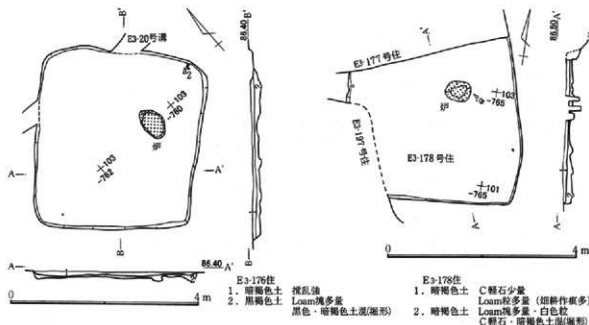 B'
E3-20号溝
2
+103
-760
炉
+103
-762
A
A'
B
86.40 B'
B
A 86.40 A'
0 4m
E3-176住
1. 暗褐色土 撹乱強
2. 黒褐色土 Loam塊多量
黒色・暗褐色土混(掘形)
E3-177号住
A'
+103
-765
炉
E3-197号住
E3-178号住
+101
-765
A
86.50 A'
A
0 4m
E3-178住
1. 暗褐色土 C軽石少量
Loam粒多量(畑耕作痕多)
2. 暗褐色土 Loam塊多量・白色粒
C軽石・暗褐色土混(掘形)